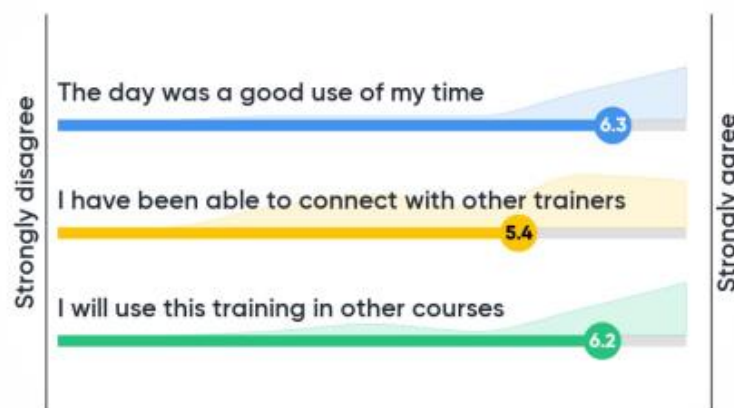 Strongly disagree
The day was a good use of my time
6.3
I have been able to connect with other trainers
5.4
I will use this training in other courses
6.2
Strongly agree